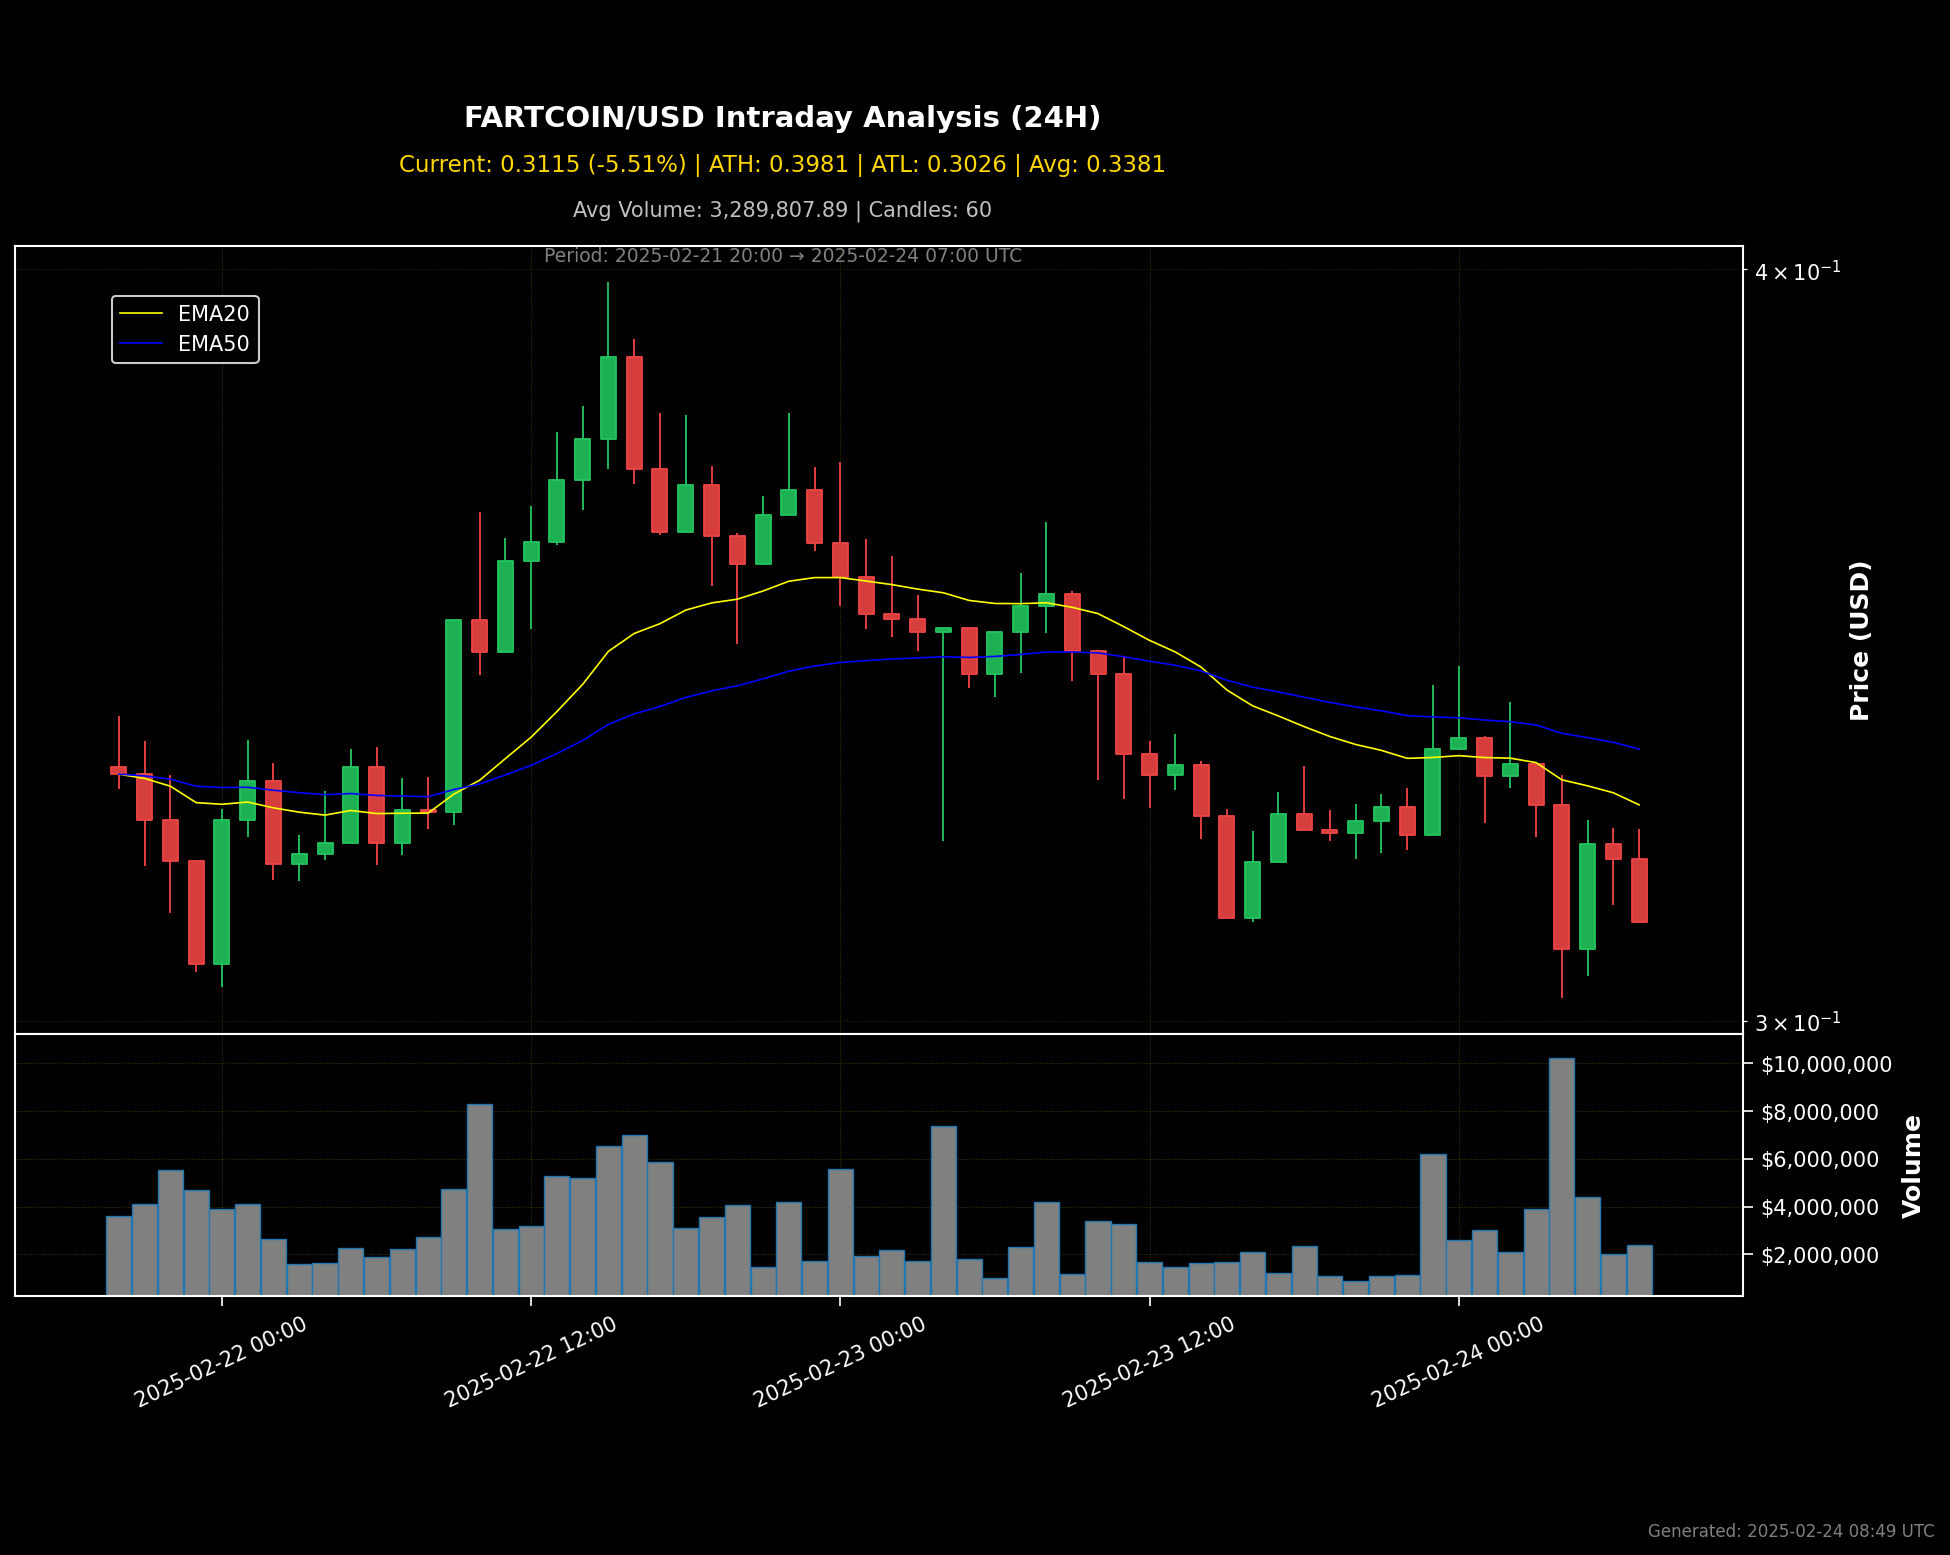 FARTCOIN/USD Intraday Analysis (24H)
Current: 0.3115 (-5.51%) | ATH: 0.3981 | ATL: 0.3026 | Avg: 0.3381
Avg Volume: 3,289,807.89 | Candles: 60
Period: 2025-02-21 20:00 → 2025-02-24 07:00 UTC
EMA20
EMA50
4 × 10⁻¹
Price (USD)
3 × 10⁻¹
$10,000,000
$8,000,000
$6,000,000
$4,000,000
$2,000,000
Volume
2025-02-22 00:00
2025-02-22 12:00
2025-02-23 00:00
2025-02-23 12:00
2025-02-24 00:00
Generated: 2025-02-24 08:49 UTC